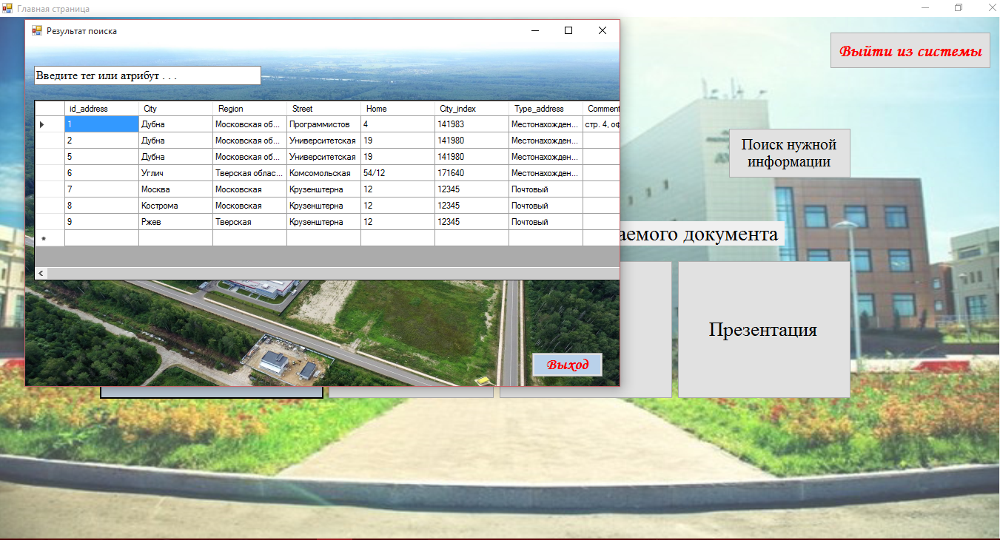 Главная страница
Результат поиска
Выйти из системы
Введите тег или атрибут . . .
id_address City Region Street Home City_index Type_address Comment
1 Дубна Московская об... Программистов 4 141983 Местонахожден... стр. 4, оф
2 Дубна Московская об... Университетская 19 141980 Местонахожден...
5 Дубна Московская об... Университетская 19 141980 Местонахожден...
6 Углич Тверская облас... Комсомольская 54/12 171640 Местонахожден...
7 Москва Московская Крузенштерна 12 12345 Почтовый
8 Кострома Московская Крузенштерна 12 12345 Почтовый
9 Ржев Тверская Крузенштерна 12 12345 Почтовый
Поиск нужной
информации
аемого документа
Презентация
Выход